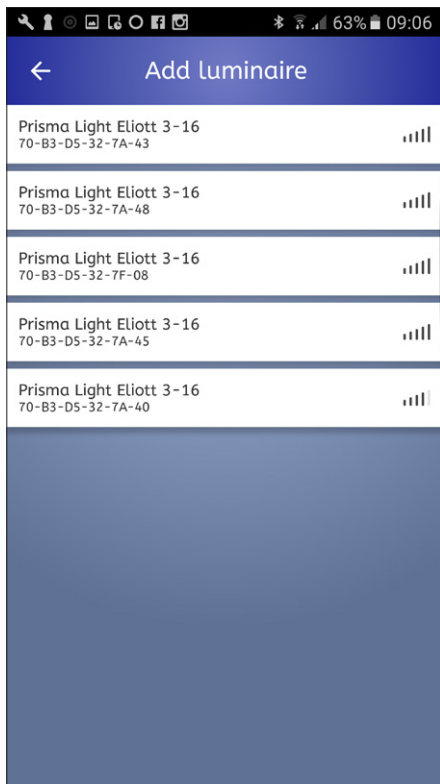 63% 09:06
Add luminaire
Prisma Light Eliott 3-16
70-B3-D5-32-7A-43
Prisma Light Eliott 3-16
70-B3-D5-32-7A-48
Prisma Light Eliott 3-16
70-B3-D5-32-7F-08
Prisma Light Eliott 3-16
70-B3-D5-32-7A-45
Prisma Light Eliott 3-16
70-B3-D5-32-7A-40